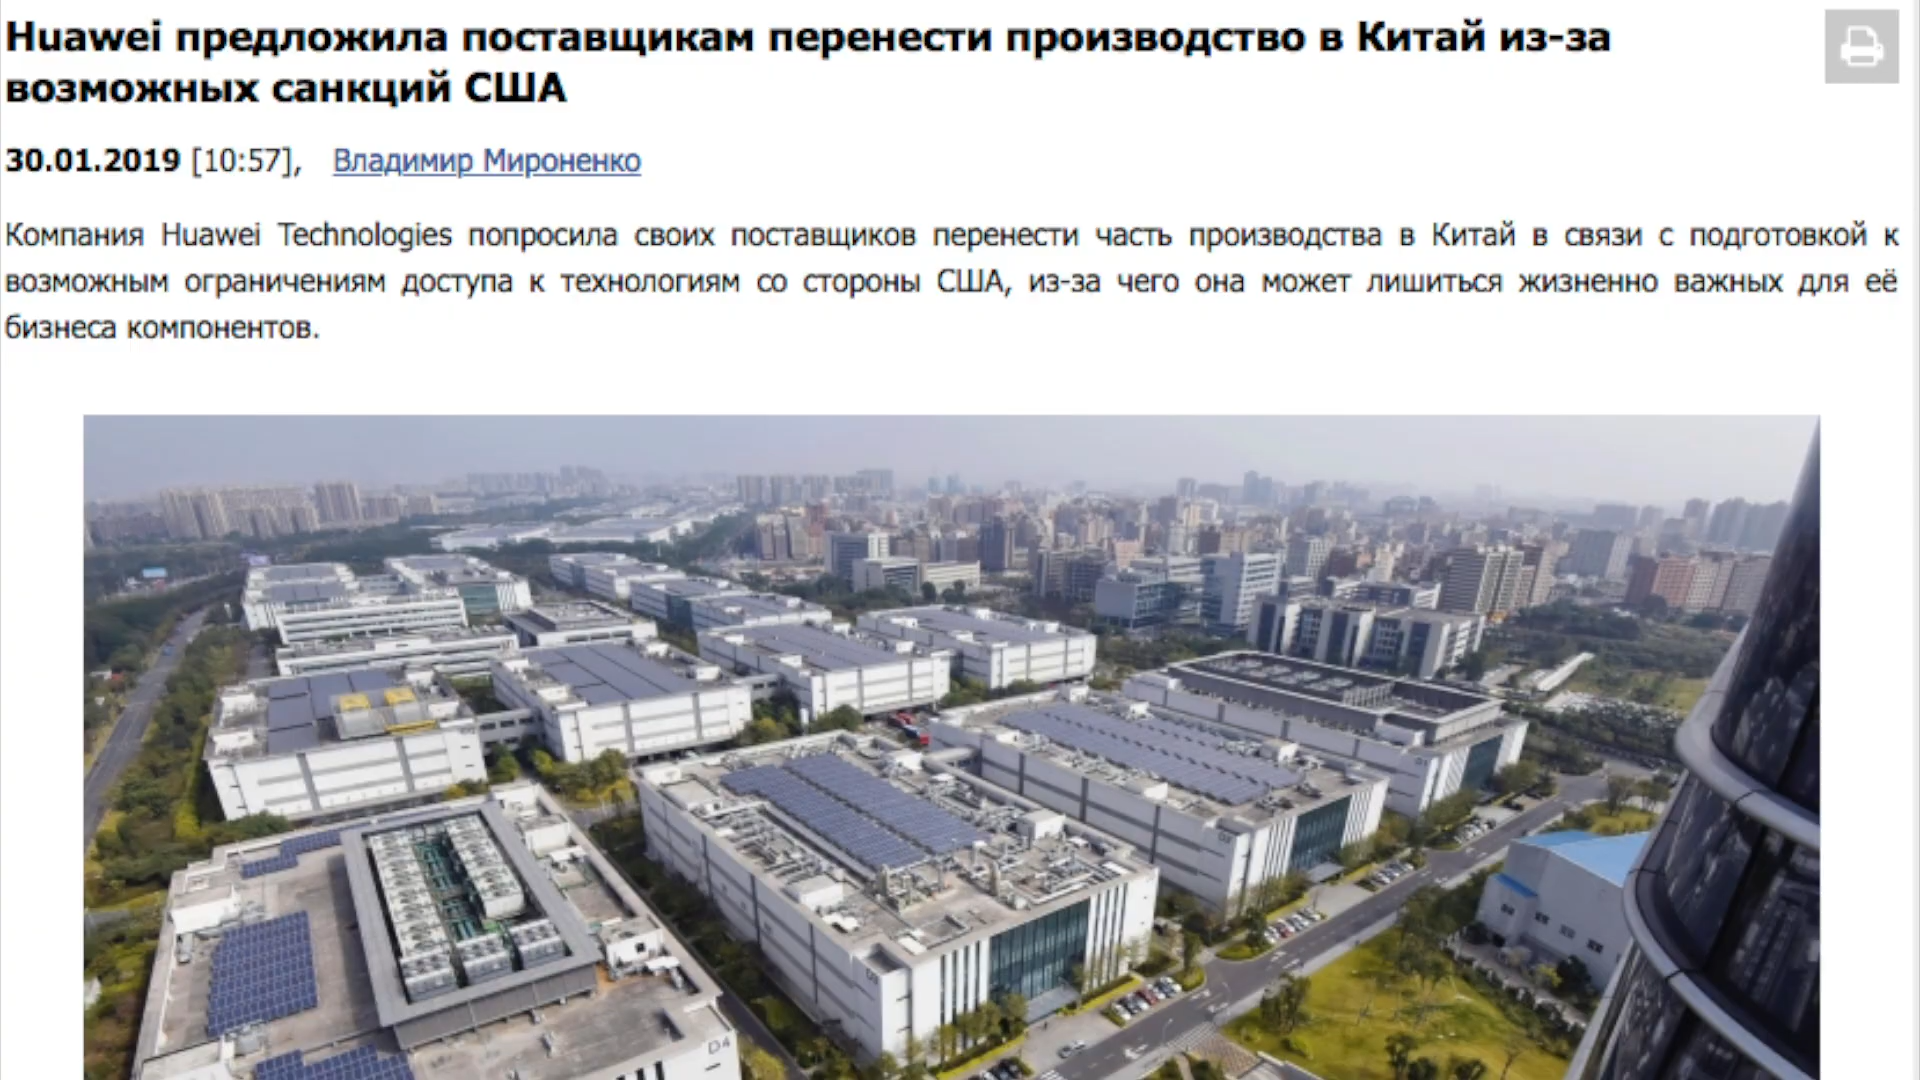 Huawei предложила поставщикам перенести производство в Китай из-за
возможных санкций США
30.01.2019 [10:57], Владимир Мироненко
Компания Huawei Technologies попросила своих поставщиков перенести часть производства в Китай в связи с подготовкой к
возможным ограничениям доступа к технологиям со стороны США, из-за чего она может лишиться жизненно важных для её
бизнеса компонентов.
D4